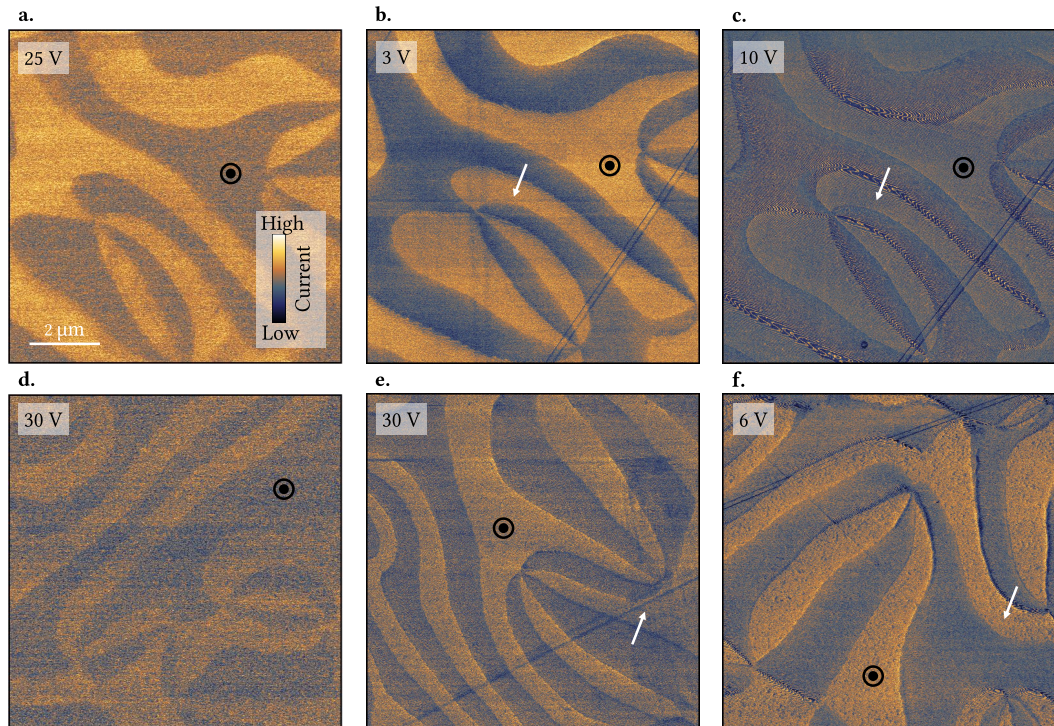 a.
b.
c.
25 V
3 V
10 V
High
Current
Low
2 µm
d.
e.
f.
30 V
30 V
6 V